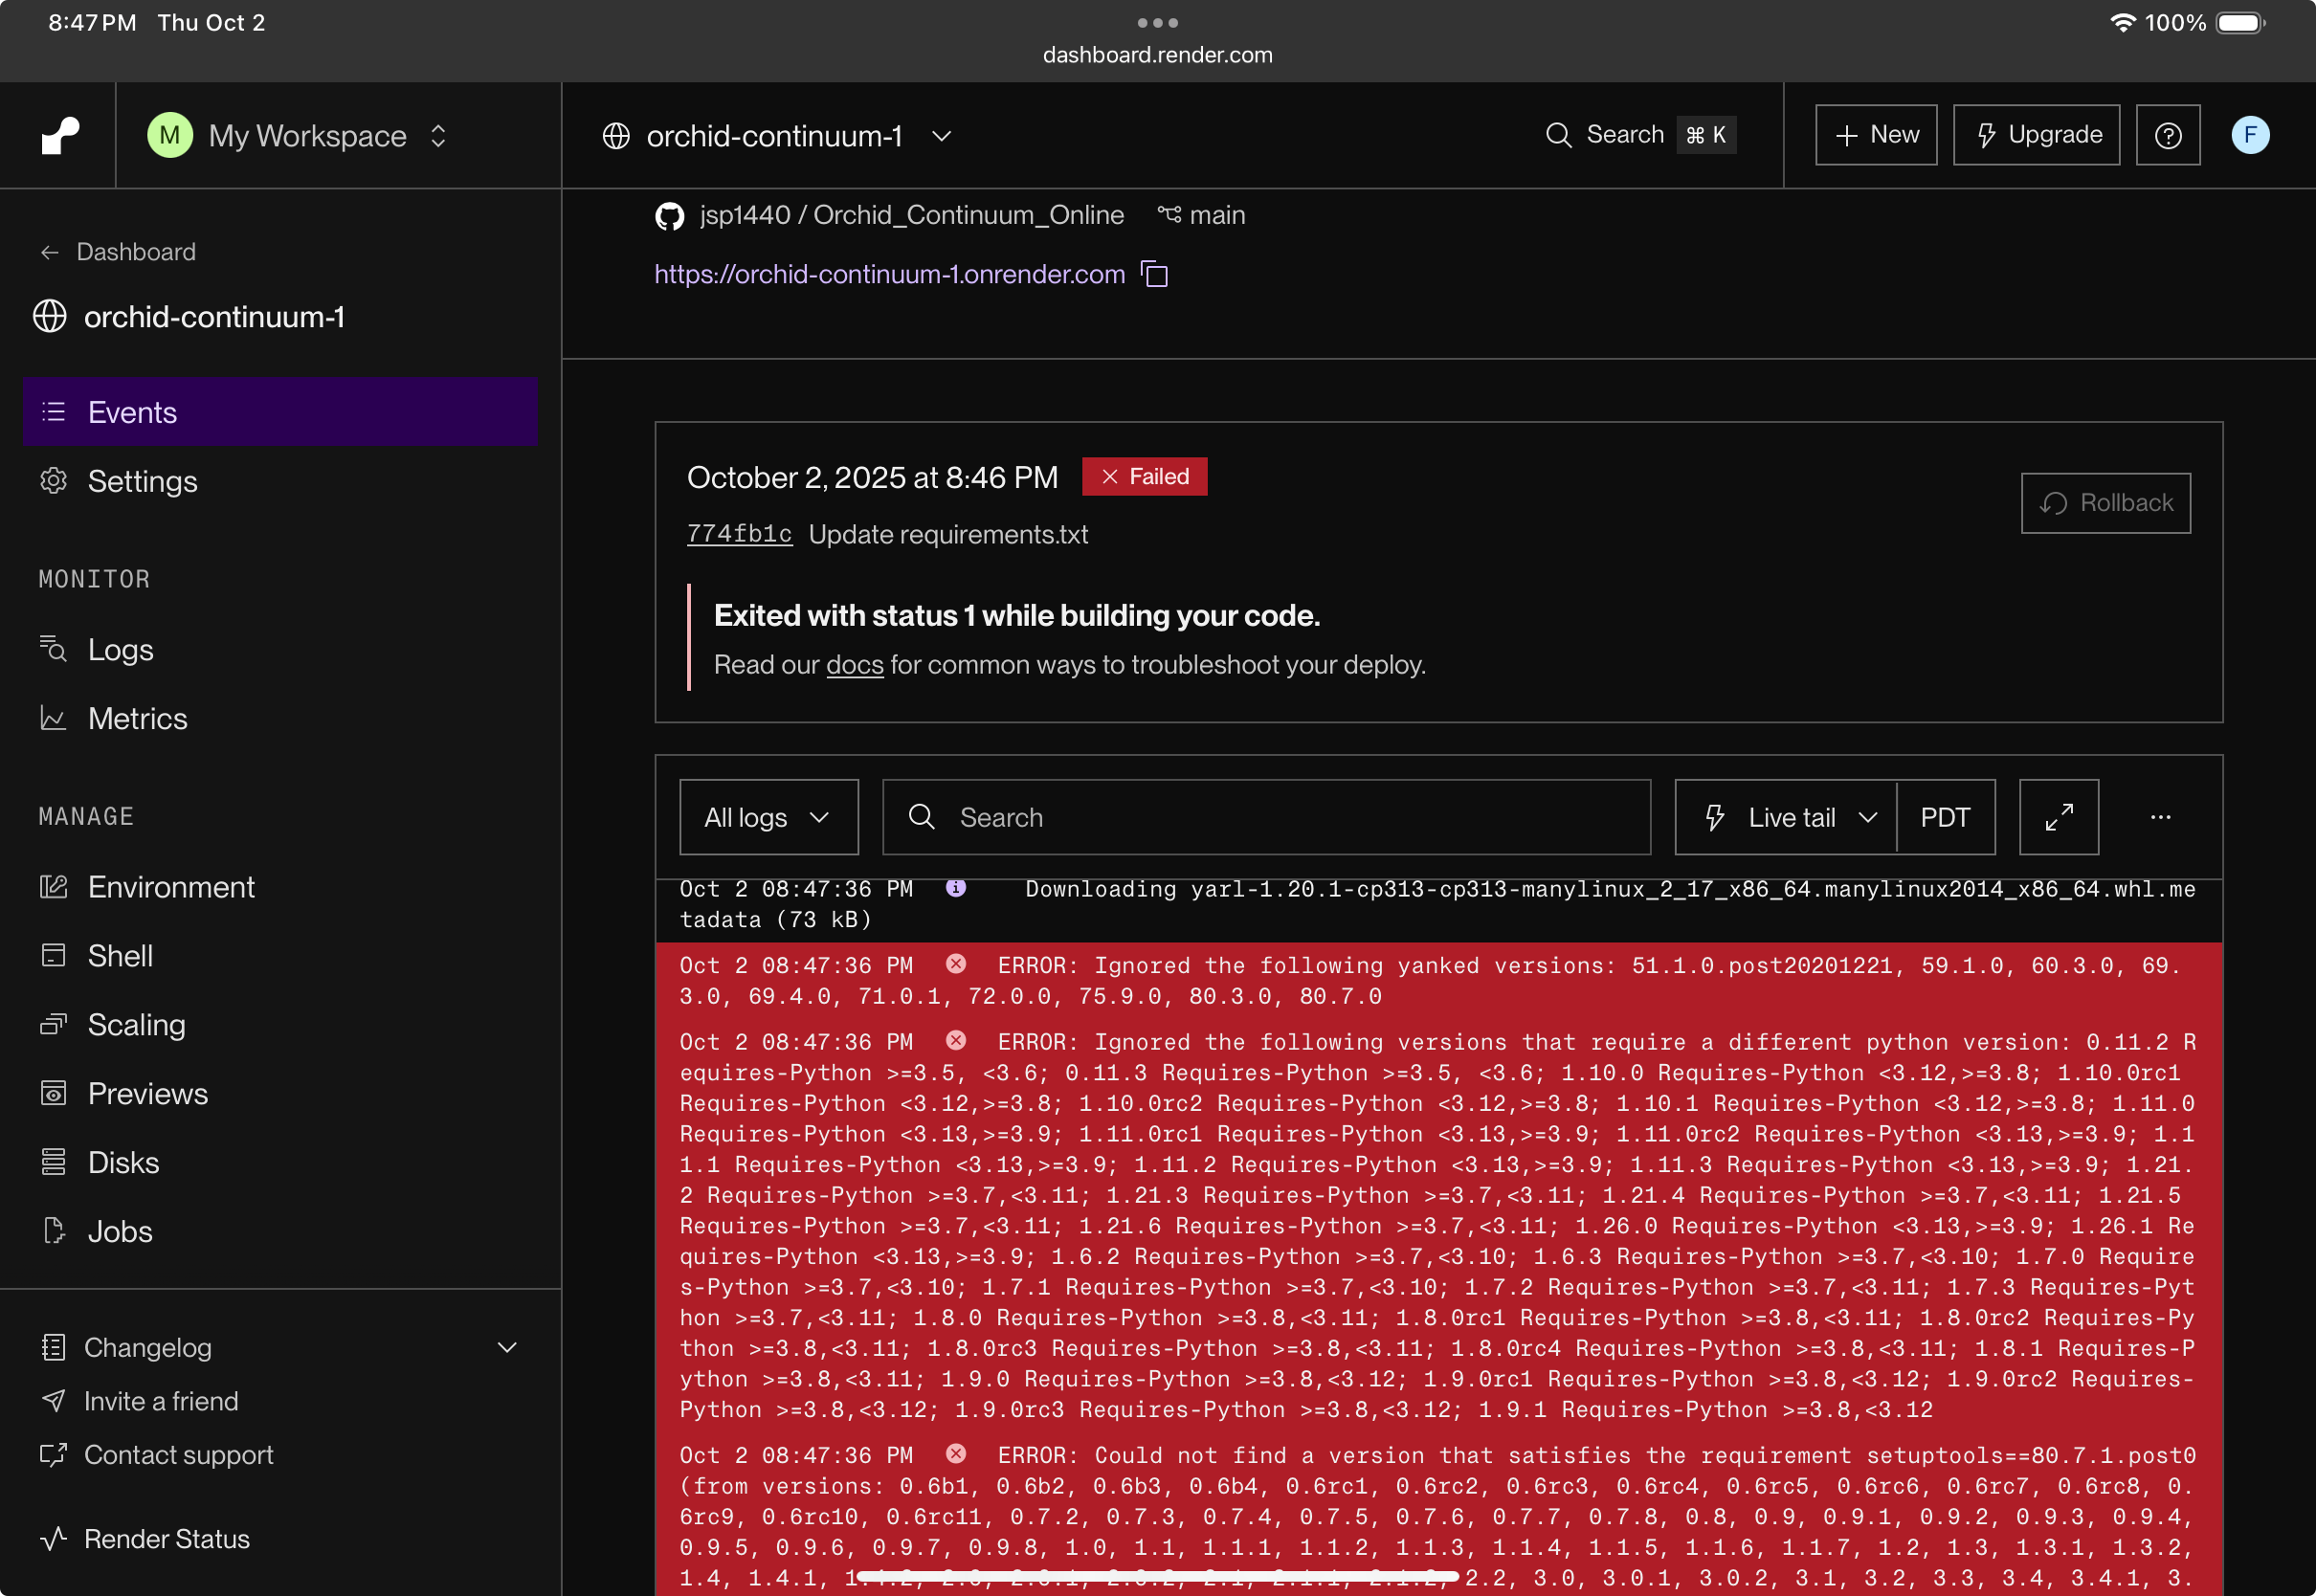 8:47 PM Thu Oct 2
100%
dashboard.render.com
M My Workspace
orchid-continuum-1
Search ⌘ K
+ New
Upgrade
F
Dashboard
orchid-continuum-1
Events
Settings
MONITOR
Logs
Metrics
MANAGE
Environment
Shell
Scaling
Previews
Disks
Jobs
Changelog
Invite a friend
Contact support
Render Status
jsp1440 / Orchid_Continuum_Online main
https://orchid-continuum-1.onrender.com
October 2, 2025 at 8:46 PM Failed
Rollback
774fb1c Update requirements.txt
Exited with status 1 while building your code.
Read our docs for common ways to troubleshoot your deploy.
All logs
Search
Live tail
PDT
Oct 2 08:47:36 PM Downloading yarl-1.20.1-cp313-cp313-manylinux_2_17_x86_64.manylinux2014_x86_64.whl.me
tadata (73 kB)
Oct 2 08:47:36 PM ERROR: Ignored the following yanked versions: 51.1.0.post20201221, 59.1.0, 60.3.0, 69.
3.0, 69.4.0, 71.0.1, 72.0.0, 75.9.0, 80.3.0, 80.7.0
Oct 2 08:47:36 PM ERROR: Ignored the following versions that require a different python version: 0.11.2 R
equires-Python >=3.5, <3.6; 0.11.3 Requires-Python >=3.5, <3.6; 1.10.0 Requires-Python <3.12,>=3.8; 1.10.0rc1
Requires-Python <3.12,>=3.8; 1.10.0rc2 Requires-Python <3.12,>=3.8; 1.10.1 Requires-Python <3.12,>=3.8; 1.11.0
Requires-Python <3.13,>=3.9; 1.11.0rc1 Requires-Python <3.13,>=3.9; 1.11.0rc2 Requires-Python <3.13,>=3.9; 1.1
1.1 Requires-Python <3.13,>=3.9; 1.11.2 Requires-Python <3.13,>=3.9; 1.11.3 Requires-Python <3.13,>=3.9; 1.21.
2 Requires-Python >=3.7,<3.11; 1.21.3 Requires-Python >=3.7,<3.11; 1.21.4 Requires-Python >=3.7,<3.11; 1.21.5
Requires-Python >=3.7,<3.11; 1.21.6 Requires-Python >=3.7,<3.11; 1.26.0 Requires-Python <3.13,>=3.9; 1.26.1 Re
quires-Python <3.13,>=3.9; 1.6.2 Requires-Python >=3.7,<3.10; 1.6.3 Requires-Python >=3.7,<3.10; 1.7.0 Require
s-Python >=3.7,<3.10; 1.7.1 Requires-Python >=3.7,<3.10; 1.7.2 Requires-Python >=3.7,<3.11; 1.7.3 Requires-Pyt
hon >=3.7,<3.11; 1.8.0 Requires-Python >=3.8,<3.11; 1.8.0rc1 Requires-Python >=3.8,<3.11; 1.8.0rc2 Requires-Py
thon >=3.8,<3.11; 1.8.0rc3 Requires-Python >=3.8,<3.11; 1.8.0rc4 Requires-Python >=3.8,<3.11; 1.8.1 Requires-P
ython >=3.8,<3.11; 1.9.0 Requires-Python >=3.8,<3.12; 1.9.0rc1 Requires-Python >=3.8,<3.12; 1.9.0rc2 Requires-
Python >=3.8,<3.12; 1.9.0rc3 Requires-Python >=3.8,<3.12; 1.9.1 Requires-Python >=3.8,<3.12
Oct 2 08:47:36 PM ERROR: Could not find a version that satisfies the requirement setuptools==80.7.1.post0
(from versions: 0.6b1, 0.6b2, 0.6b3, 0.6b4, 0.6rc1, 0.6rc2, 0.6rc3, 0.6rc4, 0.6rc5, 0.6rc6, 0.6rc7, 0.6rc8, 0.
6rc9, 0.6rc10, 0.6rc11, 0.7.2, 0.7.3, 0.7.4, 0.7.5, 0.7.6, 0.7.7, 0.7.8, 0.8, 0.9, 0.9.1, 0.9.2, 0.9.3, 0.9.4,
0.9.5, 0.9.6, 0.9.7, 0.9.8, 1.0, 1.1, 1.1.1, 1.1.2, 1.1.3, 1.1.4, 1.1.5, 1.1.6, 1.1.7, 1.2, 1.3, 1.3.1, 1.3.2,
1.4, 1.4.1, 2.2, 3.0, 3.0.1, 3.0.2, 3.1, 3.2, 3.3, 3.4, 3.4.1, 3.